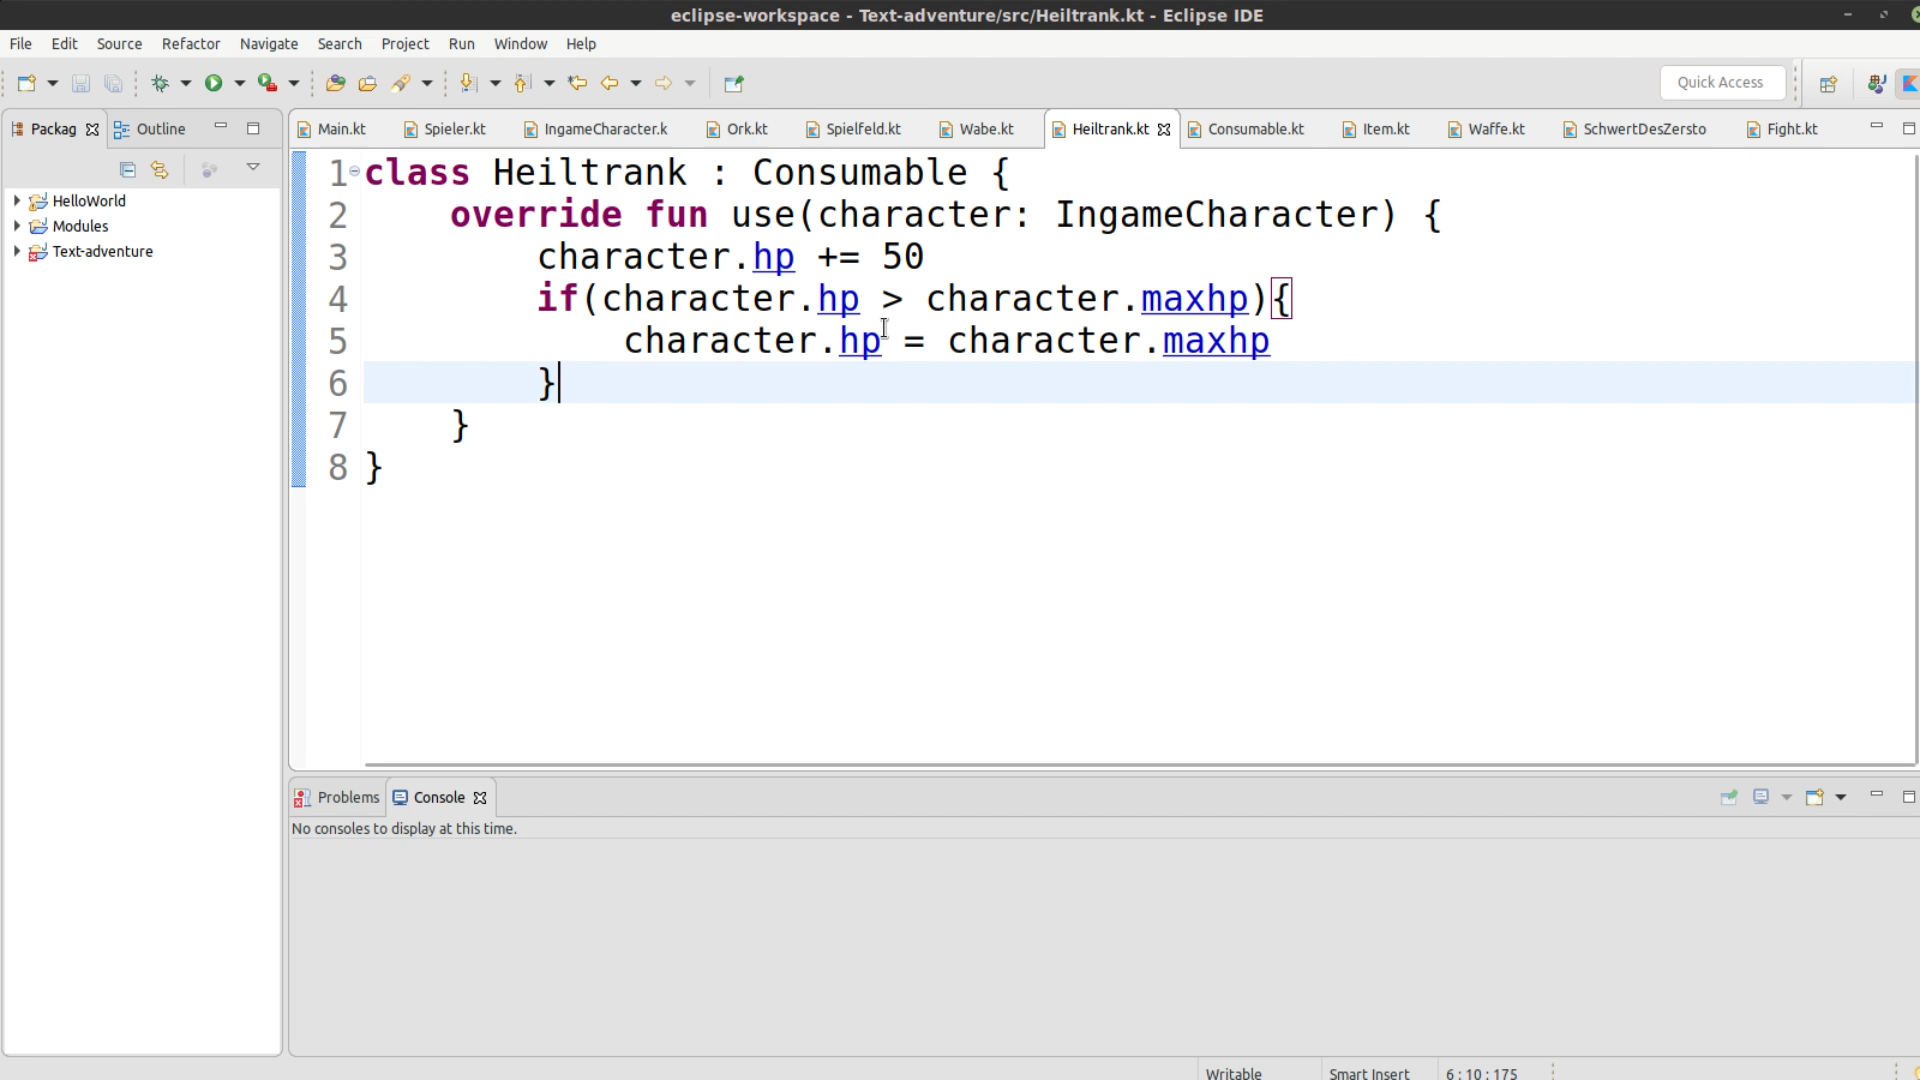 eclipse-workspace - Text-adventure/src/Heiltrank.kt - Eclipse IDE
File Edit Source Refactor Navigate Search Project Run Window Help
Quick Access
Packag Outline
Main.kt Spieler.kt IngameCharacter.k Ork.kt Spielfeld.kt Wabe.kt Heiltrank.kt Consumable.kt Item.kt Waffe.kt SchwertDesZersto Fight.kt
HelloWorld
Modules
Text-adventure
1 class Heiltrank : Consumable {
2 override fun use(character: IngameCharacter) {
3 character.hp += 50
4 if(character.hp > character.maxhp){
5 character.hp = character.maxhp
6 }
7 }
8 }
Problems Console
No consoles to display at this time.
Writable Smart Insert 6 : 10 : 175